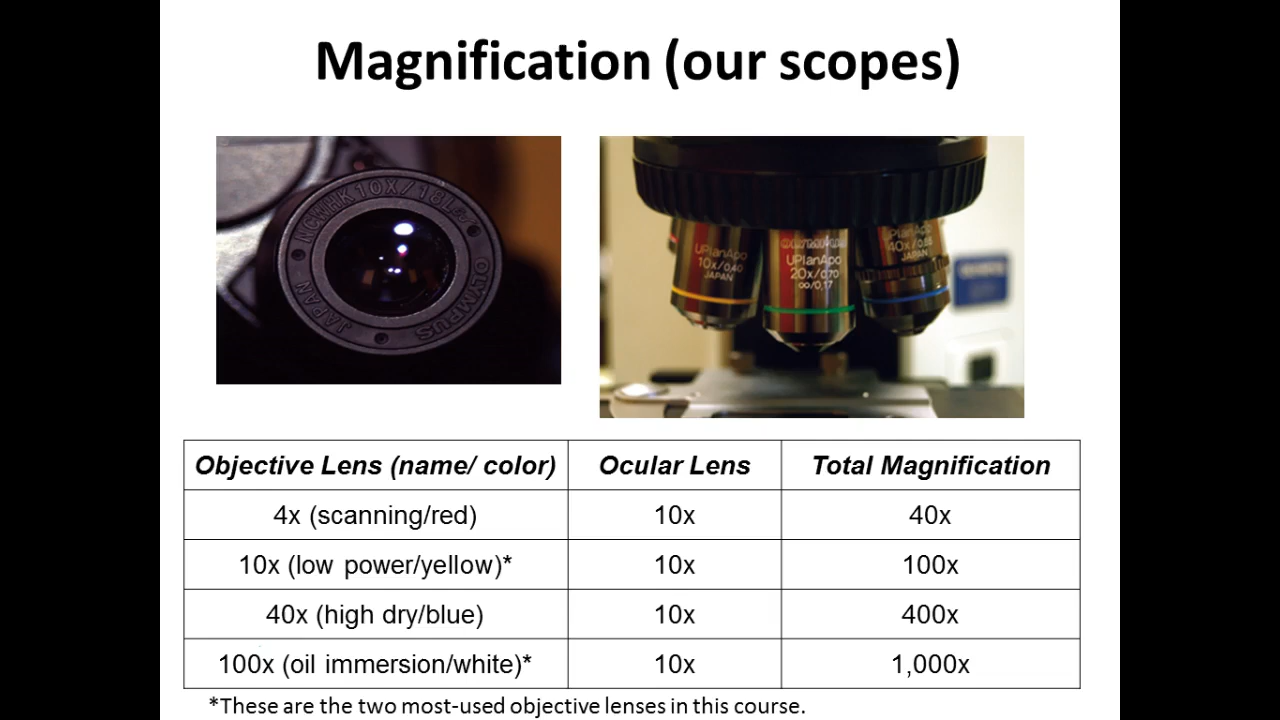 Magnification (our scopes)
NCWHK 10X/18L
OLYMPUS
JAPAN
UPlanApo
10x/0,40
JAPAN
OLYMPUS
UPlanApo
20x/0,70
∞/0,17
UPlanApo
40x/0,85
JAPAN
Objective Lens (name/ color) Ocular Lens Total Magnification
4x (scanning/red) 10x 40x
10x (low power/yellow)* 10x 100x
40x (high dry/blue) 10x 400x
100x (oil immersion/white)* 10x 1,000x
*These are the two most-used objective lenses in this course.